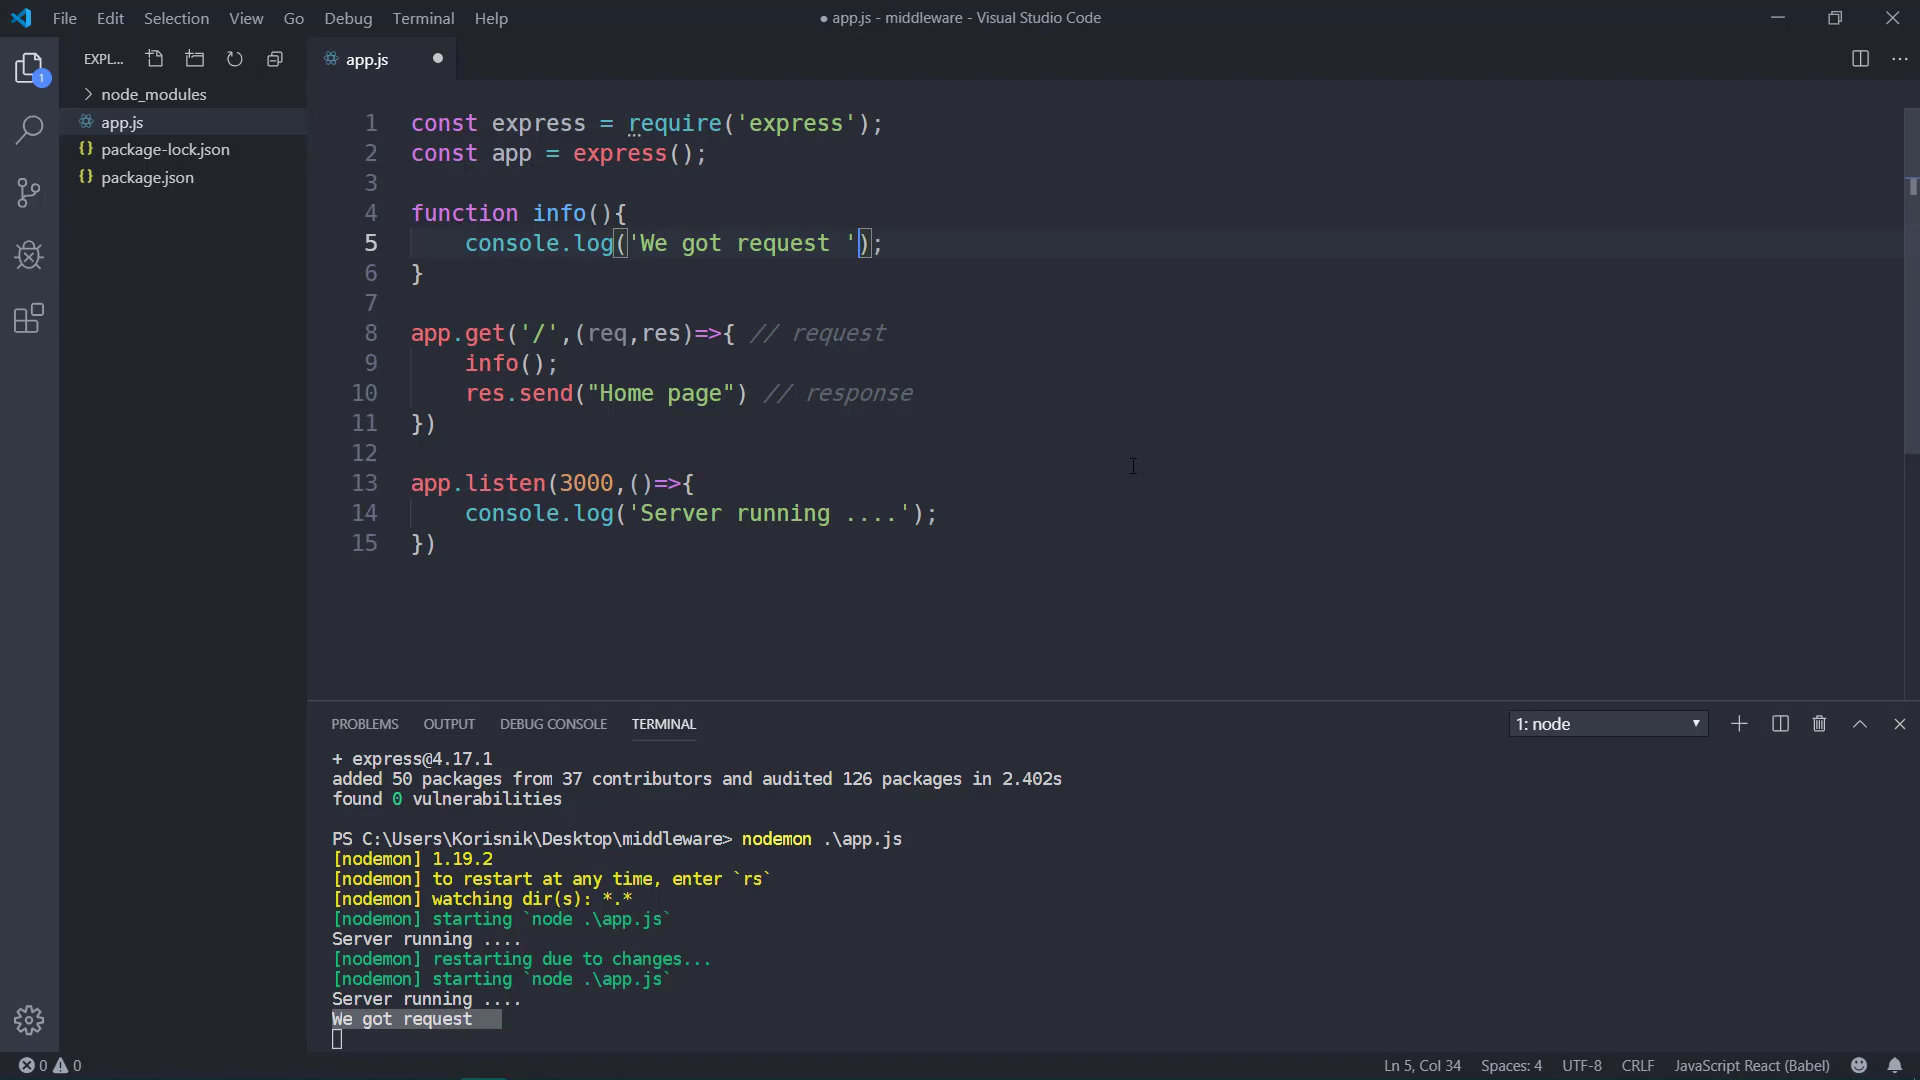 File Edit Selection View Go Debug Terminal Help
● app.js - middleware - Visual Studio Code
EXPL...
app.js
1
node_modules
app.js
{} package-lock.json
{} package.json
1 const express = require('express');
2 const app = express();
3
4 function info(){
5 console.log('We got request ');
6 }
7
8 app.get('/',(req,res)=>{ // request
9 info();
10 res.send("Home page") // response
11 })
12
13 app.listen(3000,()=>{
14 console.log('Server running ....');
15 })
PROBLEMS OUTPUT DEBUG CONSOLE TERMINAL
1: node
+ express@4.17.1
added 50 packages from 37 contributors and audited 126 packages in 2.402s
found 0 vulnerabilities
PS C:\Users\Korisnik\Desktop\middleware> nodemon .\app.js
[nodemon] 1.19.2
[nodemon] to restart at any time, enter `rs`
[nodemon] watching dir(s): *.*
[nodemon] starting `node .\app.js`
Server running ....
[nodemon] restarting due to changes...
[nodemon] starting `node .\app.js`
Server running ....
We got request
0 0
Ln 5, Col 34 Spaces: 4 UTF-8 CRLF JavaScript React (Babel)